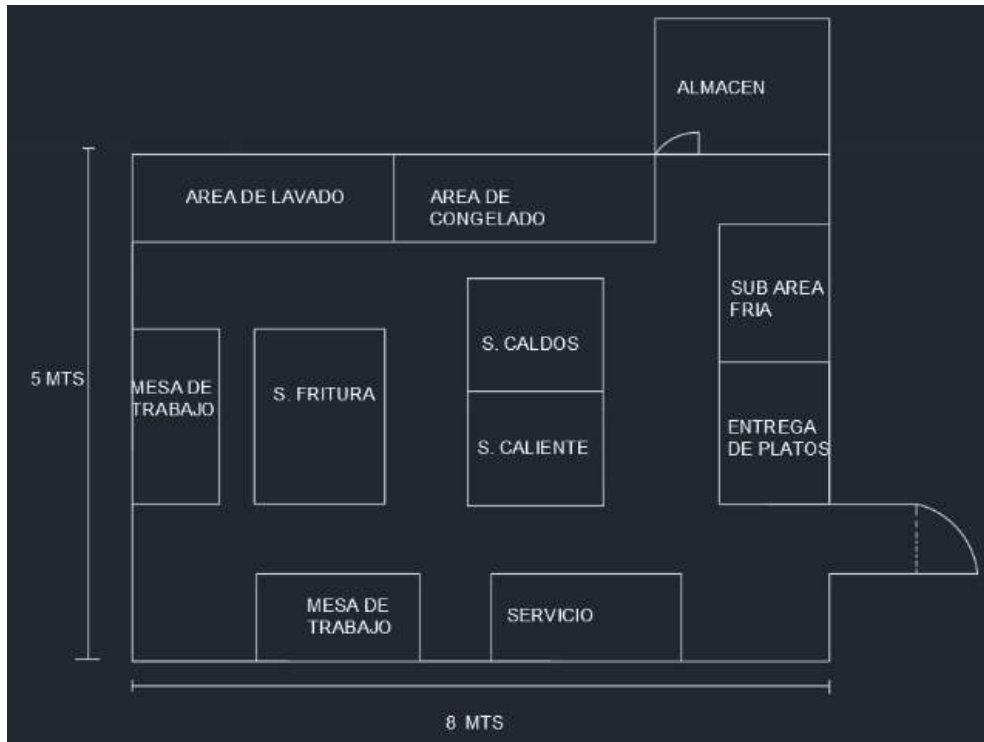 ALMACEN
AREA DE LAVADO
AREA DE
CONGELADO
SUB AREA
FRIA
S. CALDOS
5 MTS
MESA DE
TRABAJO
S. FRITURA
S. CALIENTE
ENTREGA
DE PLATOS
MESA DE
TRABAJO
SERVICIO
8 MTS